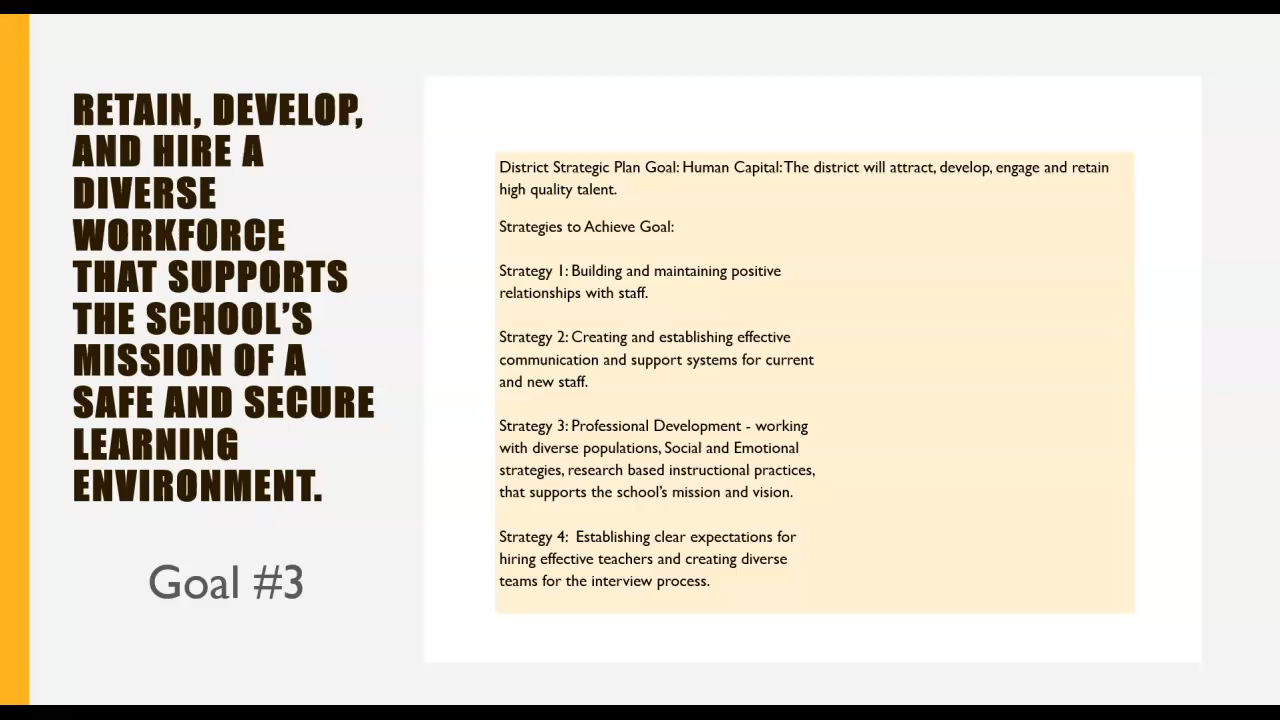 RETAIN, DEVELOP,
AND HIRE A
DIVERSE
WORKFORCE
THAT SUPPORTS
THE SCHOOL'S
MISSION OF A
SAFE AND SECURE
LEARNING
ENVIRONMENT.
Goal #3
District Strategic Plan Goal: Human Capital: The district will attract, develop, engage and retain
high quality talent.
Strategies to Achieve Goal:
Strategy 1: Building and maintaining positive
relationships with staff.
Strategy 2: Creating and establishing effective
communication and support systems for current
and new staff.
Strategy 3: Professional Development - working
with diverse populations, Social and Emotional
strategies, research based instructional practices,
that supports the school's mission and vision.
Strategy 4: Establishing clear expectations for
hiring effective teachers and creating diverse
teams for the interview process.